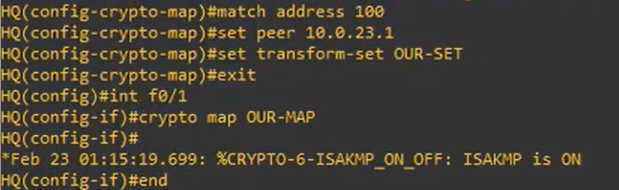 HQ(config-crypto-map)#match address 100
HQ(config-crypto-map)#set peer 10.0.23.1
HQ(config-crypto-map)#set transform-set OUR-SET
HQ(config-crypto-map)#exit
HQ(config)#int f0/1
HQ(config-if)#crypto map OUR-MAP
HQ(config-if)#
*Feb 23 01:15:19.699: %CRYPTO-6-ISAKMP_ON_OFF: ISAKMP is ON
HQ(config-if)#end